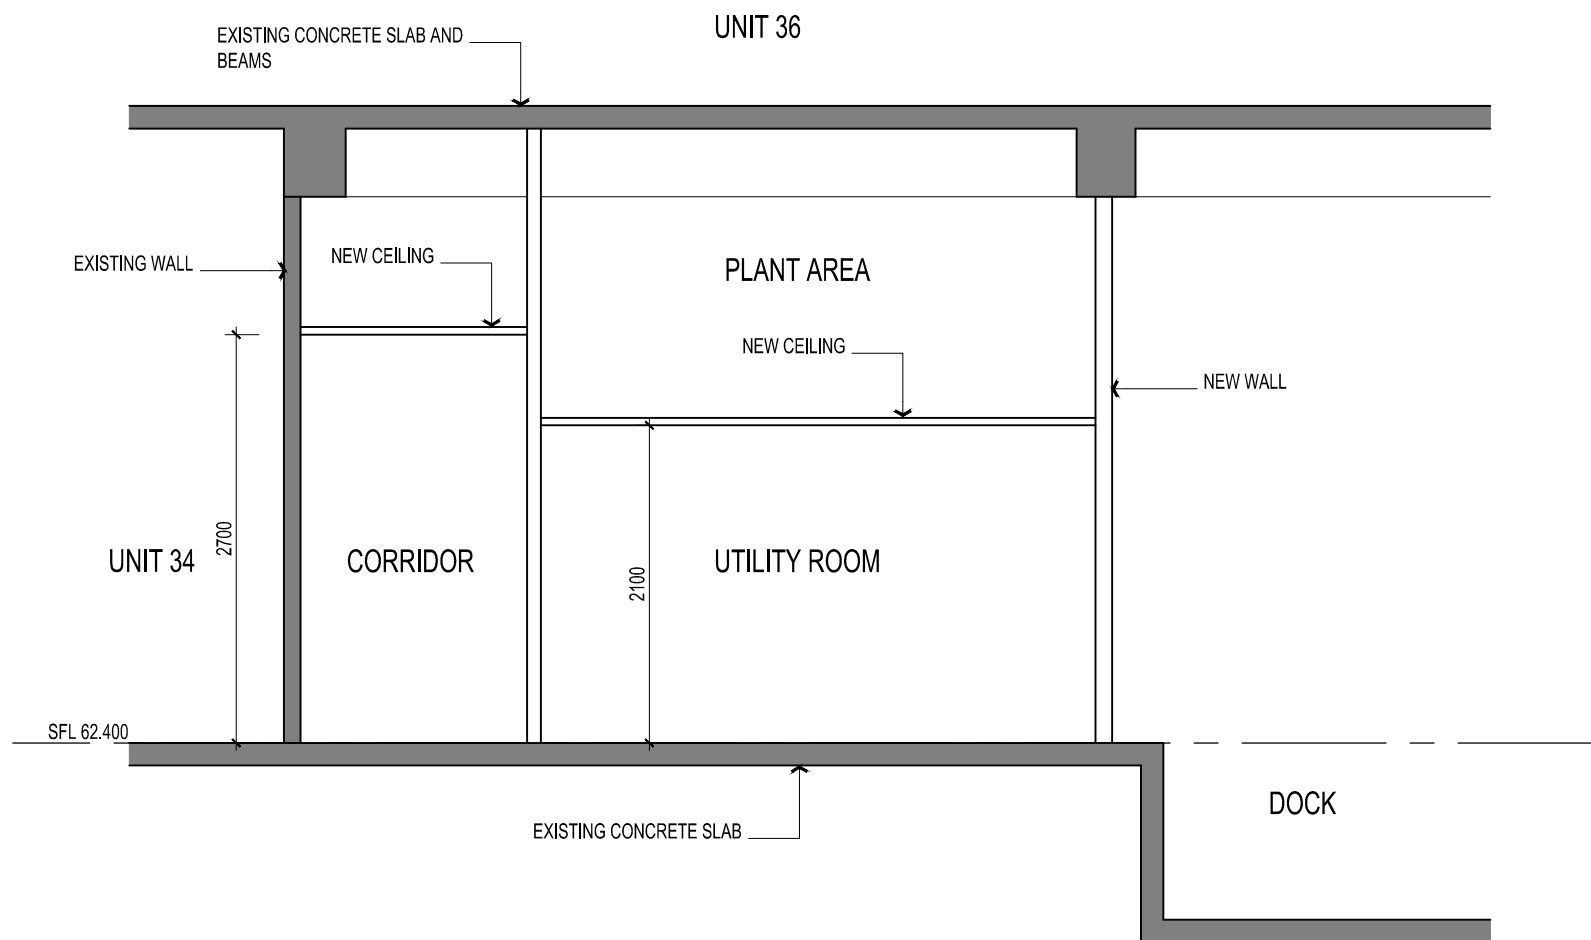 UNIT 36
EXISTING CONCRETE SLAB AND
BEAMS
EXISTING WALL
NEW CEILING
PLANT AREA
NEW CEILING
NEW WALL
2700
UNIT 34
CORRIDOR
2100
UTILITY ROOM
SFL 62.400
DOCK
EXISTING CONCRETE SLAB